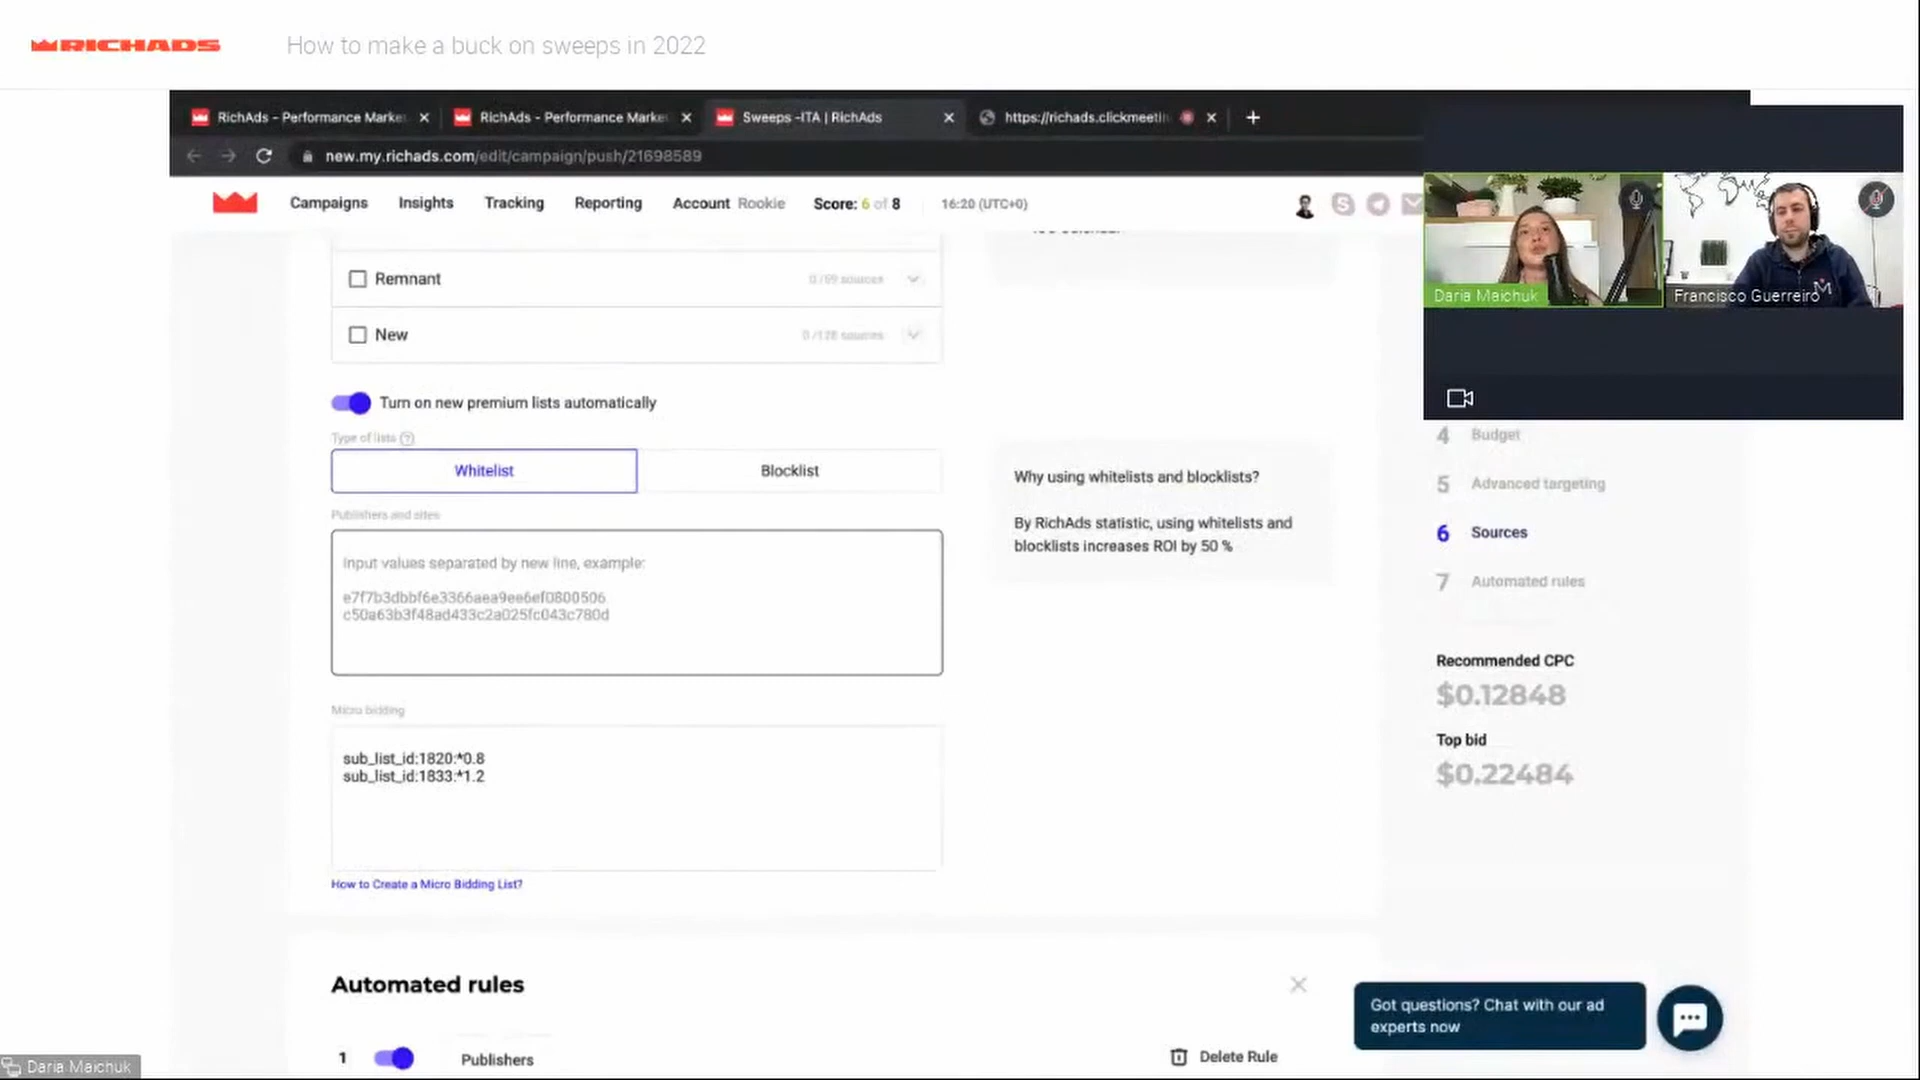 RICHADS
How to make a buck on sweeps in 2022
RichAds - Performance Marke
RichAds - Performance Marke
Sweeps -ITA | RichAds
https://richads.clickmeeti
new.my.richads.com/edit/campaign/push/21698589
Campaigns
Insights
Tracking
Reporting
Account Rookie
Score: 6 of 8
16:20 (UTC+0)
Daria Maichuk
Francisco Guerreiro
Remnant
0 /99 sources
New
0 /128 sources
Turn on new premium lists automatically
Type of lists ?
Whitelist
Blocklist
Publishers and sites
Input values separated by new line, example:
e7f7b3dbbf6e3366aea9ee6ef0800506
c50a63b3f48ad433c2a025fc043c780d
Why using whitelists and blocklists?
By RichAds statistic, using whitelists and
blocklists increases ROI by 50 %
4 Budget
5 Advanced targeting
6 Sources
7 Automated rules
Recommended CPC
$0.12848
Top bid
$0.22484
Micro bidding
sub_list_id:1820:*0.8
sub_list_id:1833:*1.2
How to Create a Micro Bidding List?
Automated rules
1
Publishers
Delete Rule
Got questions? Chat with our ad
experts now
Daria Maichuk